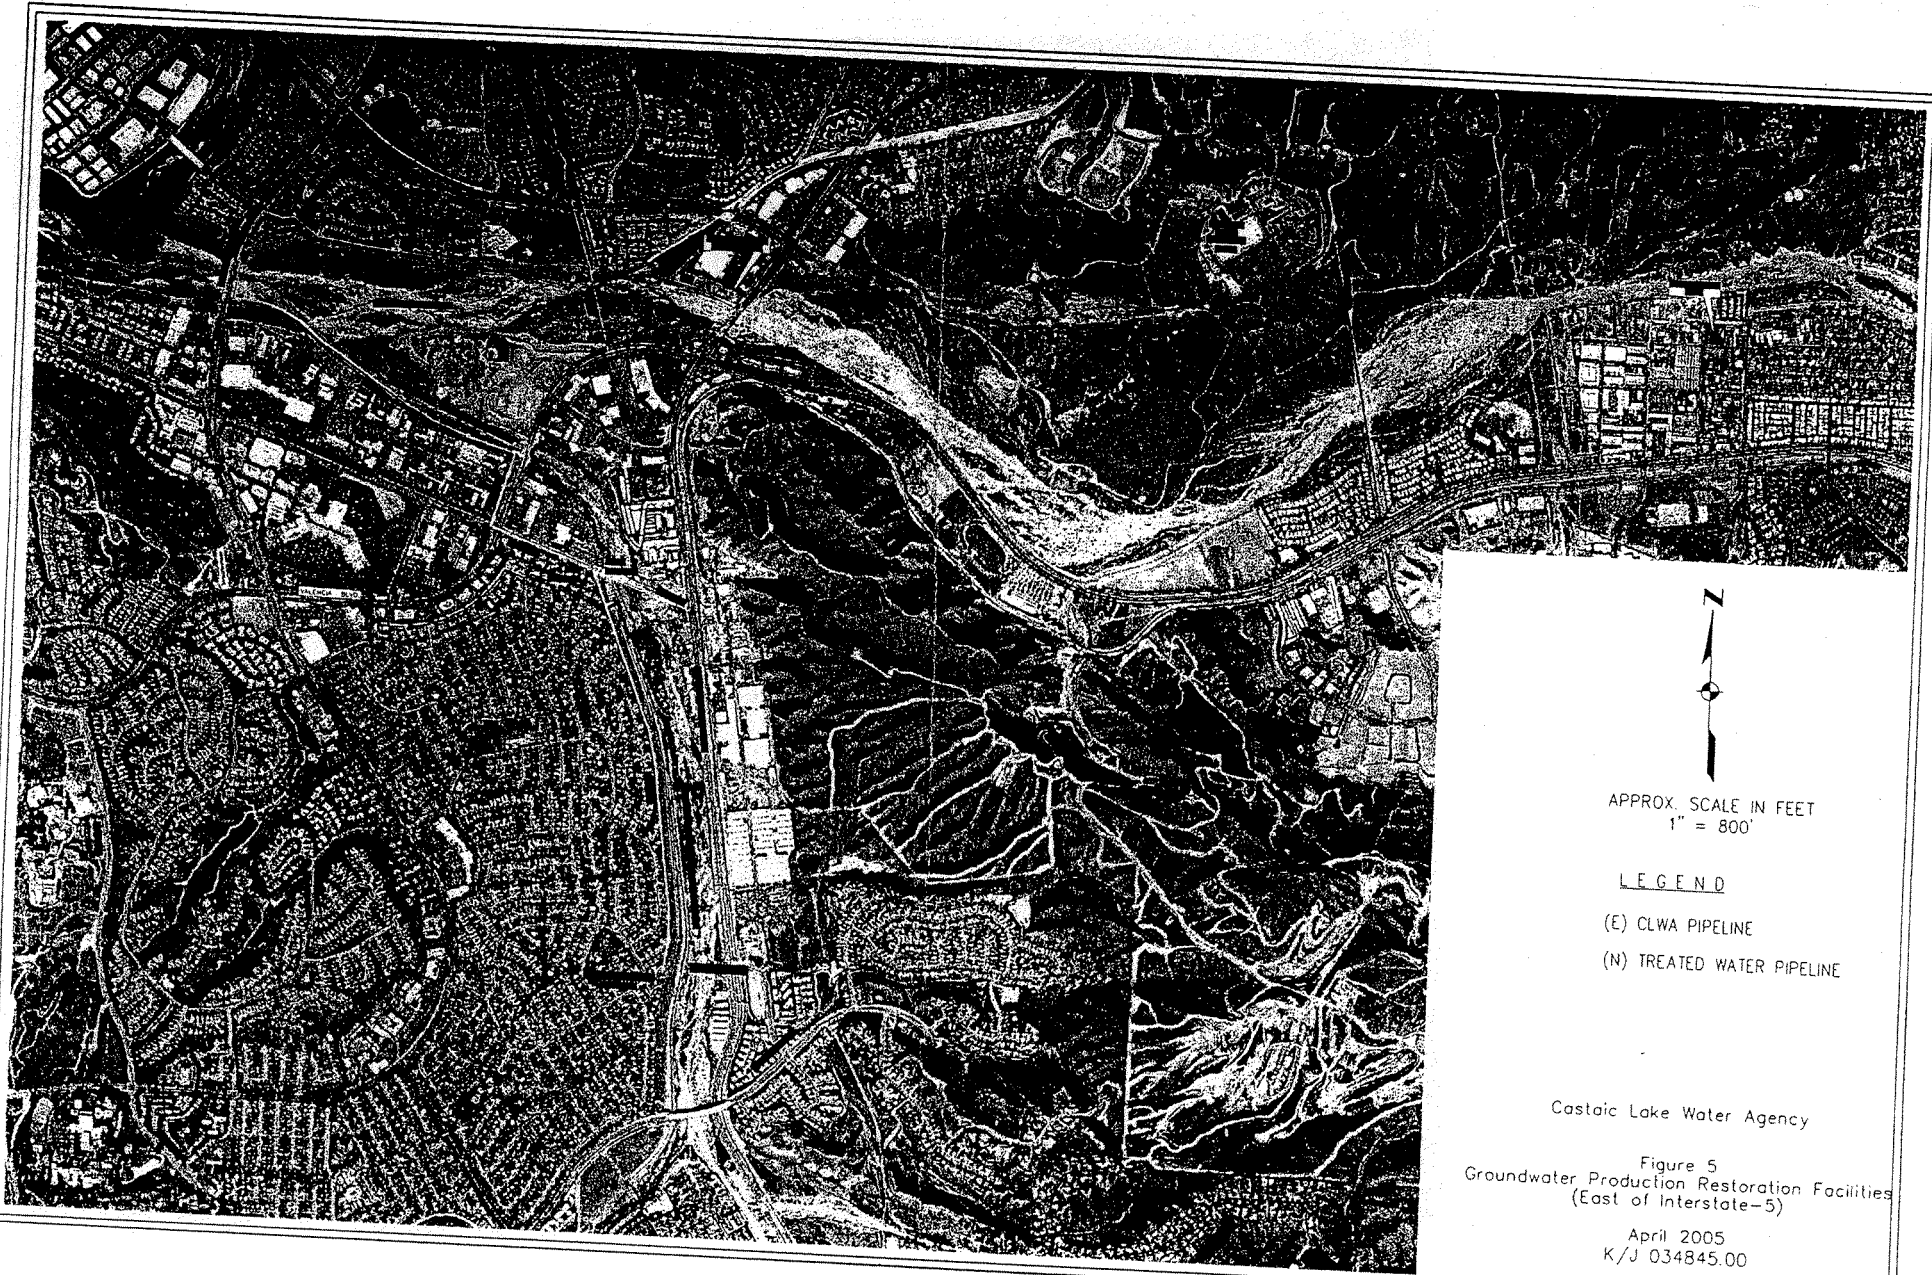 VALENCIA BLVD
N
APPROX. SCALE IN FEET
1" = 800'
LEGEND
(E) CLWA PIPELINE
(N) TREATED WATER PIPELINE
Castaic Lake Water Agency
Figure 5
Groundwater Production Restoration Facilities
(East of Interstate-5)
April 2005
K/J 034845.00